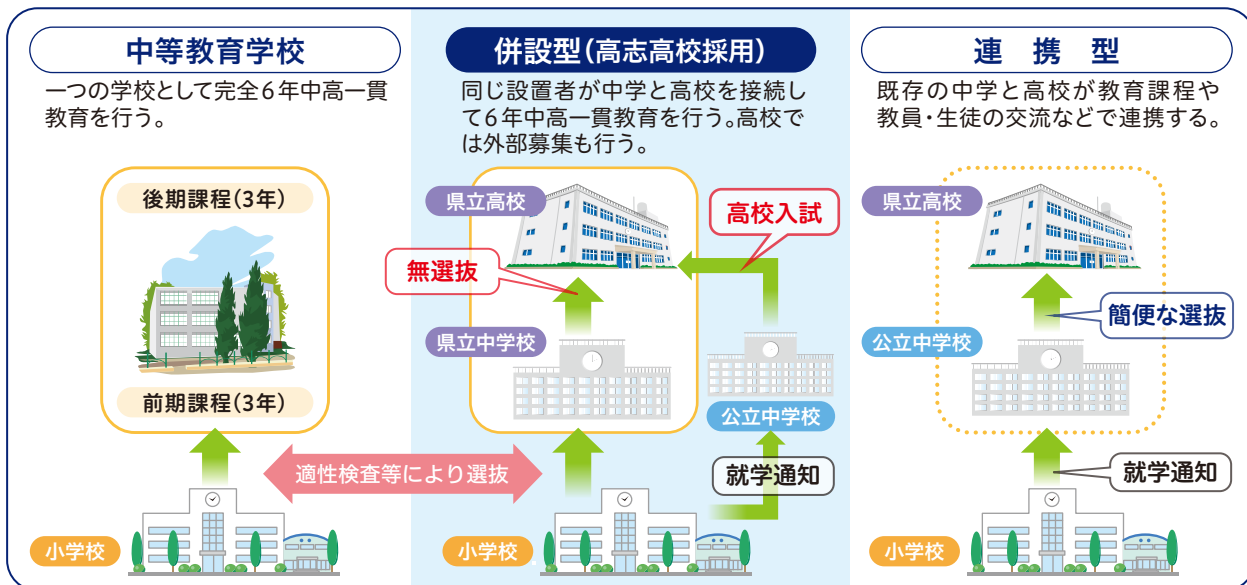 中等教育学校
一つの学校として完全6年中高一貫
教育を行う。
後期課程(3年)
前期課程(3年)
適性検査等により選抜
小学校
併設型(高志高校採用)
同じ設置者が中学と高校を接続し
て6年中高一貫教育を行う。高校で
は外部募集も行う。
県立高校
高校入試
無選抜
県立中学校
公立中学校
就学通知
小学校
連携型
既存の中学と高校が教育課程や
教員・生徒の交流などで連携する。
県立高校
簡便な選抜
公立中学校
就学通知
小学校